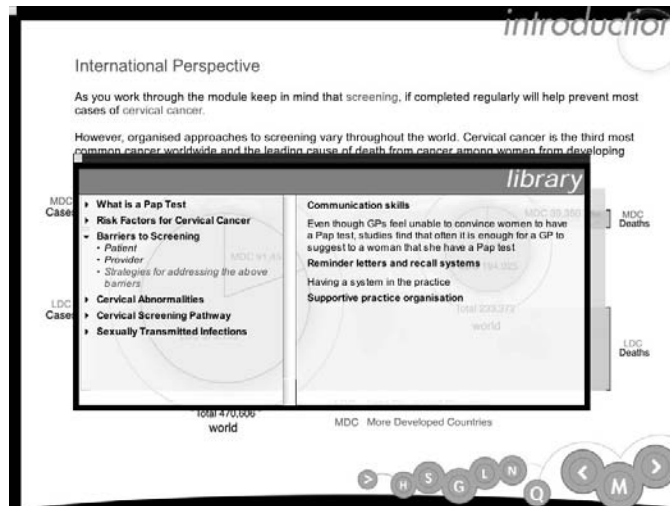 introduction
International Perspective
As you work through the module keep in mind that screening, if completed regularly will help prevent most
cases of cervical cancer.
However, organised approaches to screening vary throughout the world. Cervical cancer is the third most
common cancer worldwide and the leading cause of death from cancer among women from developing
library
What is a Pap Test
Risk Factors for Cervical Cancer
Barriers to Screening
• Patient
• Provider
• Strategies for addressing the above
barriers
Cervical Abnormalities
Cervical Screening Pathway
Sexually Transmitted Infections
Communication skills
Even though GPs feel unable to convince women to have
a Pap test, studies find that often it is enough for a GP to
suggest to a woman that she have a Pap test
Reminder letters and recall systems
Having a system in the practice
Supportive practice organisation
MDC
Cases
LDC
Cases
MDC
Deaths
LDC
Deaths
Total 233,372
world
Total 470,606
world
MDC More Developed Countries
> H S G L N Q < M >